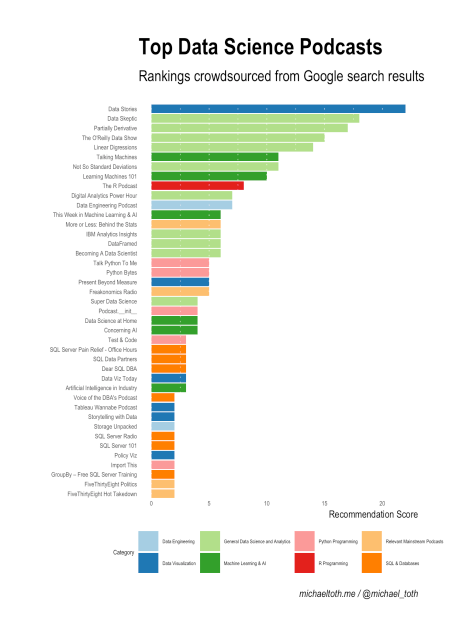 Top Data Science Podcasts
Rankings crowdsourced from Google search results
Data Stories
Data Skeptic
Partially Derivative
The O'Reilly Data Show
Linear Digressions
Talking Machines
Not So Standard Deviations
Learning Machines 101
The R Podcast
Digital Analytics Power Hour
Data Engineering Podcast
This Week in Machine Learning & AI
More or Less: Behind the Stats
IBM Analytics Insights
DataFramed
Becoming A Data Scientist
Talk Python To Me
Python Bytes
Present Beyond Measure
Freakonomics Radio
Super Data Science
Podcast.__init__
Data Science at Home
Concerning AI
Test & Code
SQL Server Pain Relief - Office Hours
SQL Data Partners
Dear SQL DBA
Data Viz Today
Artificial Intelligence in Industry
Voice of the DBA's Podcast
Tableau Wannabe Podcast
Storytelling with Data
Storage Unpacked
SQL Server Radio
SQL Server 101
Policy Viz
Import This
GroupBy – Free SQL Server Training
FiveThirtyEight Politics
FiveThirtyEight Hot Takedown
0 5 10 15 20
Recommendation Score
Category
Data Engineering General Data Science and Analytics Python Programming Relevant Mainstream Podcasts
Data Visualization Machine Learning & AI R Programming SQL & Databases
michaeltoth.me / @michael_toth